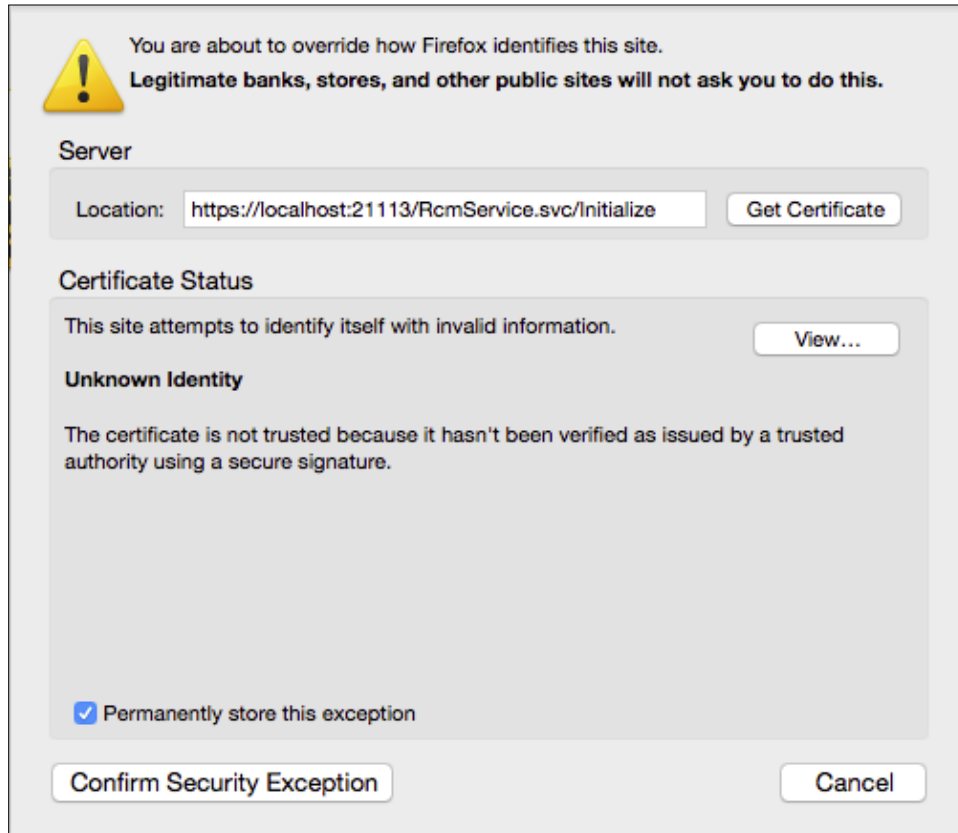 You are about to override how Firefox identifies this site.
Legitimate banks, stores, and other public sites will not ask you to do this.
Server
Location: https://localhost:21113/RcmService.svc/Initialize Get Certificate
Certificate Status
This site attempts to identify itself with invalid information.
View...
Unknown Identity
The certificate is not trusted because it hasn't been verified as issued by a trusted
authority using a secure signature.
Permanently store this exception
Confirm Security Exception Cancel